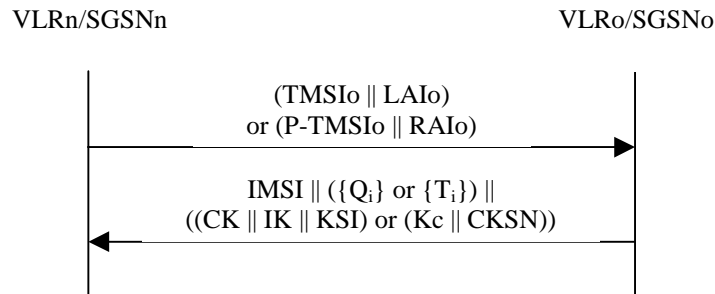 VLRn/SGSNn
VLRo/SGSNo
(TMSIo || LAIo)
or (P-TMSIo || RAIo)
IMSI || ({Qi} or {Ti}) ||
((CK || IK || KSI) or (Kc || CKSN))